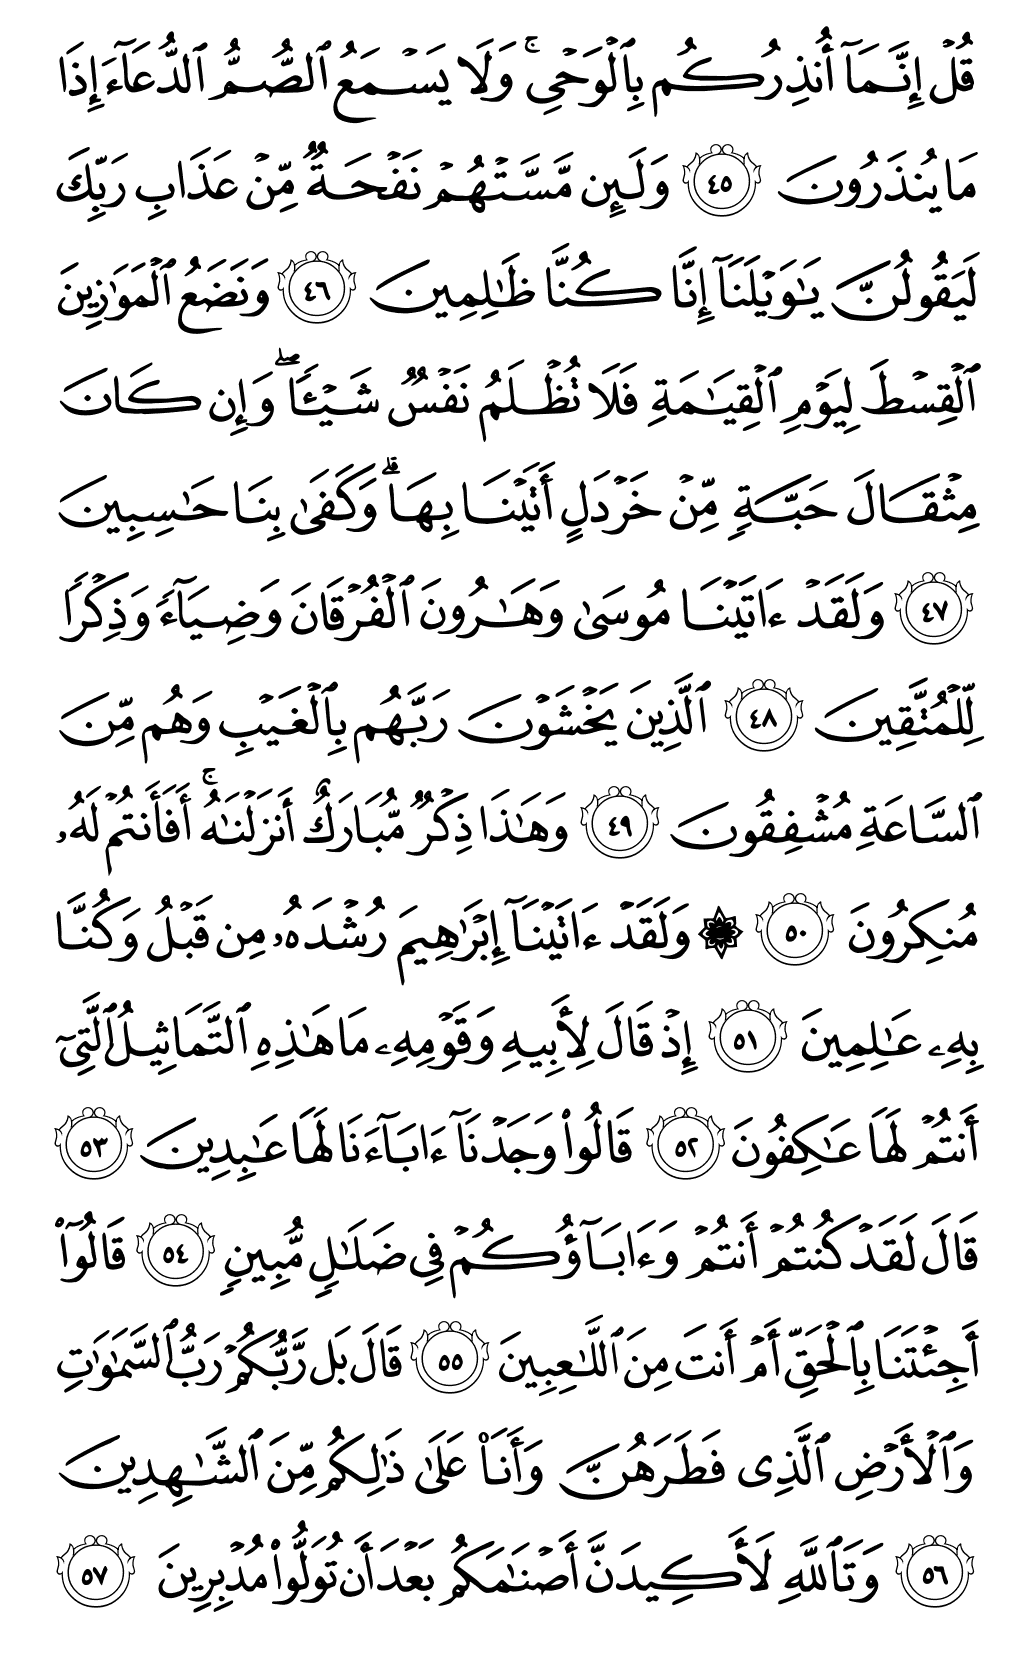 قُلۡ إِنَّمَآ أُنذِرُكُم بِٱلۡوَحۡيِۚ وَلَا يَسۡمَعُ ٱلصُّمُّ ٱلدُّعَآءَ إِذَا
مَا يُنذَرُونَ ٤٥ وَلَئِن مَّسَّتۡهُمۡ نَفۡحَةٞ مِّنۡ عَذَابِ رَبِّكَ
لَيَقُولُنَّ يَٰوَيۡلَنَآ إِنَّا كُنَّا ظَٰلِمِينَ ٤٦ وَنَضَعُ ٱلۡمَوَٰزِينَ
ٱلۡقِسۡطَ لِيَوۡمِ ٱلۡقِيَٰمَةِ فَلَا تُظۡلَمُ نَفۡسٞ شَيۡـٔٗاۖ وَإِن كَانَ
مِثۡقَالَ حَبَّةٖ مِّنۡ خَرۡدَلٍ أَتَيۡنَا بِهَاۗ وَكَفَىٰ بِنَا حَٰسِبِينَ
٤٧ وَلَقَدۡ ءَاتَيۡنَا مُوسَىٰ وَهَٰرُونَ ٱلۡفُرۡقَانَ وَضِيَآءٗ وَذِكۡرٗا
لِّلۡمُتَّقِينَ ٤٨ ٱلَّذِينَ يَخۡشَوۡنَ رَبَّهُم بِٱلۡغَيۡبِ وَهُم مِّنَ
ٱلسَّاعَةِ مُشۡفِقُونَ ٤٩ وَهَٰذَا ذِكۡرٞ مُّبَارَكٌ أَنزَلۡنَٰهُۚ أَفَأَنتُمۡ لَهُۥ
مُنكِرُونَ ٥٠ ۞ وَلَقَدۡ ءَاتَيۡنَآ إِبۡرَٰهِيمَ رُشۡدَهُۥ مِن قَبۡلُ وَكُنَّا
بِهِۦ عَٰلِمِينَ ٥١ إِذۡ قَالَ لِأَبِيهِ وَقَوۡمِهِۦ مَا هَٰذِهِ ٱلتَّمَاثِيلُ ٱلَّتِيٓ
أَنتُمۡ لَهَا عَٰكِفُونَ ٥٢ قَالُواْ وَجَدۡنَآ ءَابَآءَنَا لَهَا عَٰبِدِينَ ٥٣
قَالَ لَقَدۡ كُنتُمۡ أَنتُمۡ وَءَابَآؤُكُمۡ فِي ضَلَٰلٖ مُّبِينٖ ٥٤ قَالُوٓاْ
أَجِئۡتَنَا بِٱلۡحَقِّ أَمۡ أَنتَ مِنَ ٱللَّٰعِبِينَ ٥٥ قَالَ بَل رَّبُّكُمۡ رَبُّ ٱلسَّمَٰوَٰتِ
وَٱلۡأَرۡضِ ٱلَّذِي فَطَرَهُنَّ وَأَنَا۠ عَلَىٰ ذَٰلِكُم مِّنَ ٱلشَّٰهِدِينَ
٥٦ وَتَٱللَّهِ لَأَكِيدَنَّ أَصۡنَٰمَكُم بَعۡدَ أَن تُوَلُّواْ مُدۡبِرِينَ ٥٧